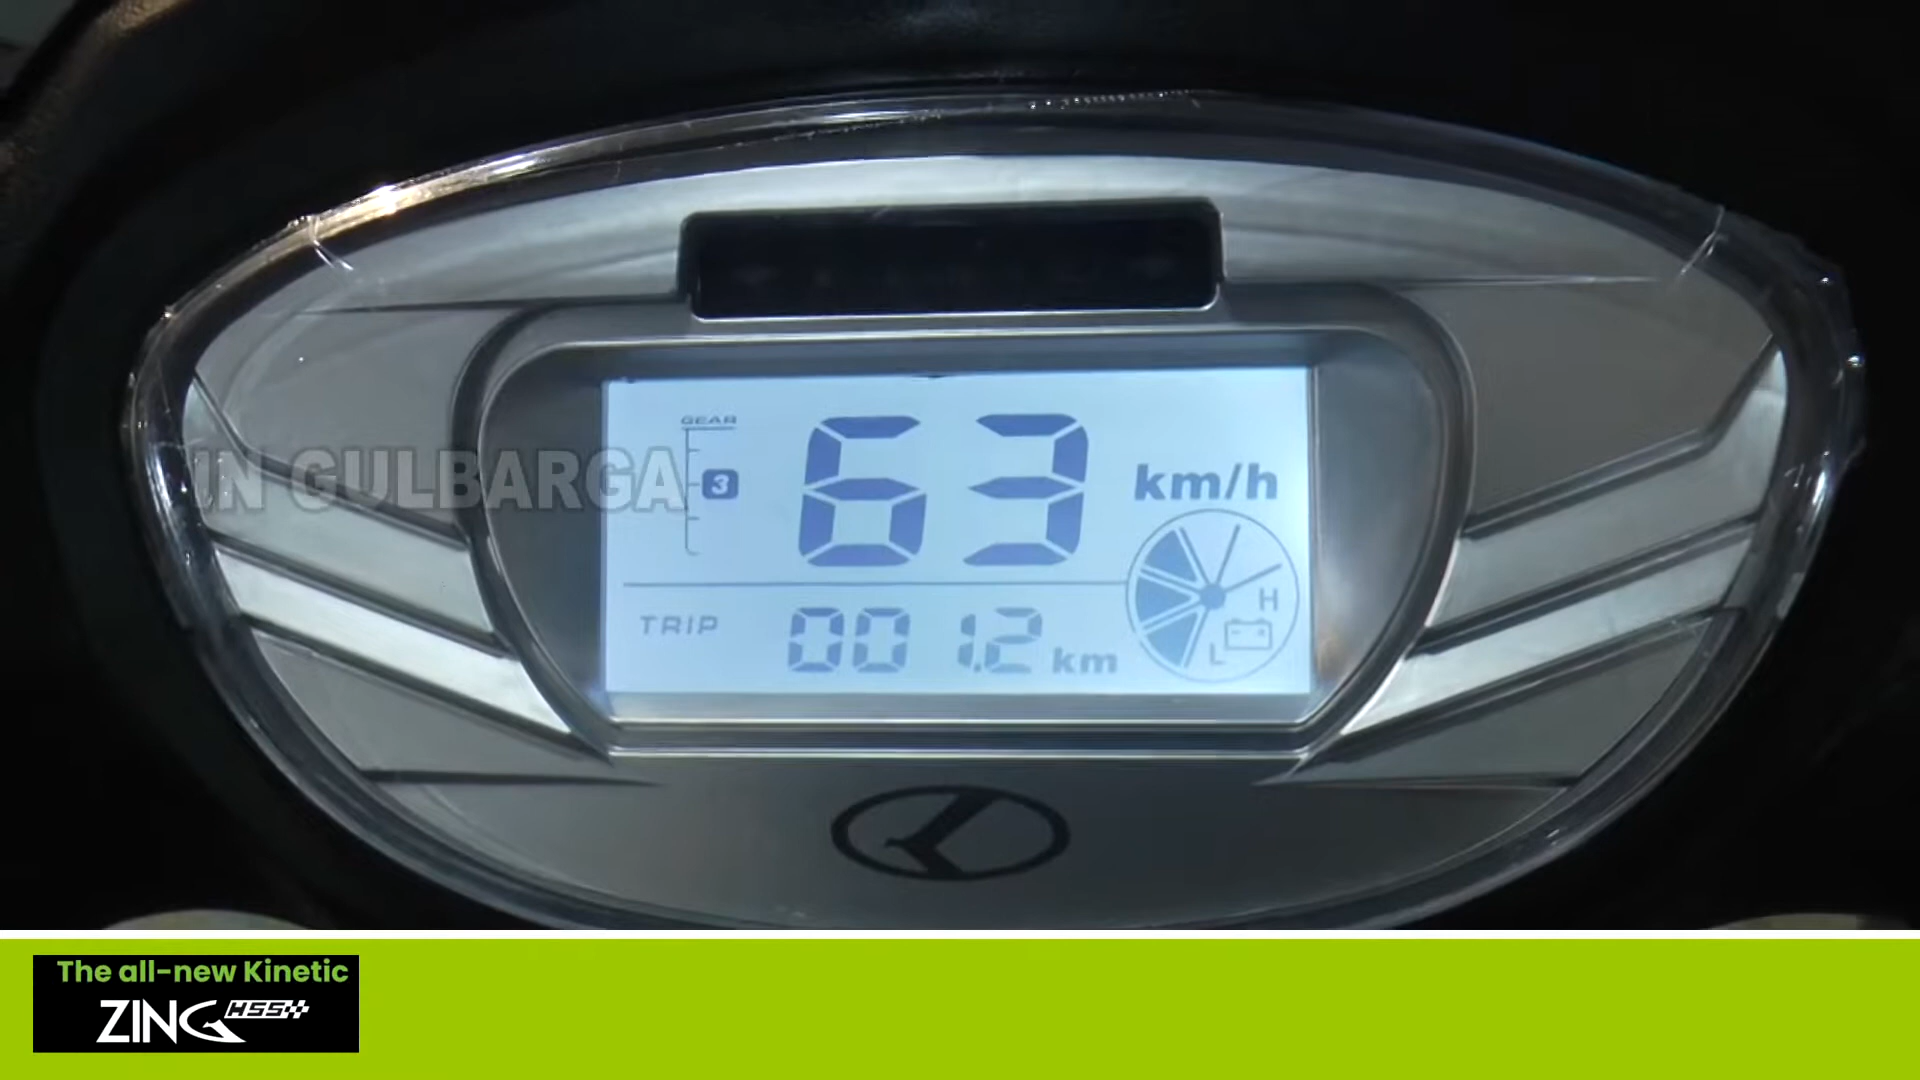 GEAR
3
63 km/h
TRIP 001.2 km
H
L
IN GULBARGA
The all-new Kinetic
ZING HSS